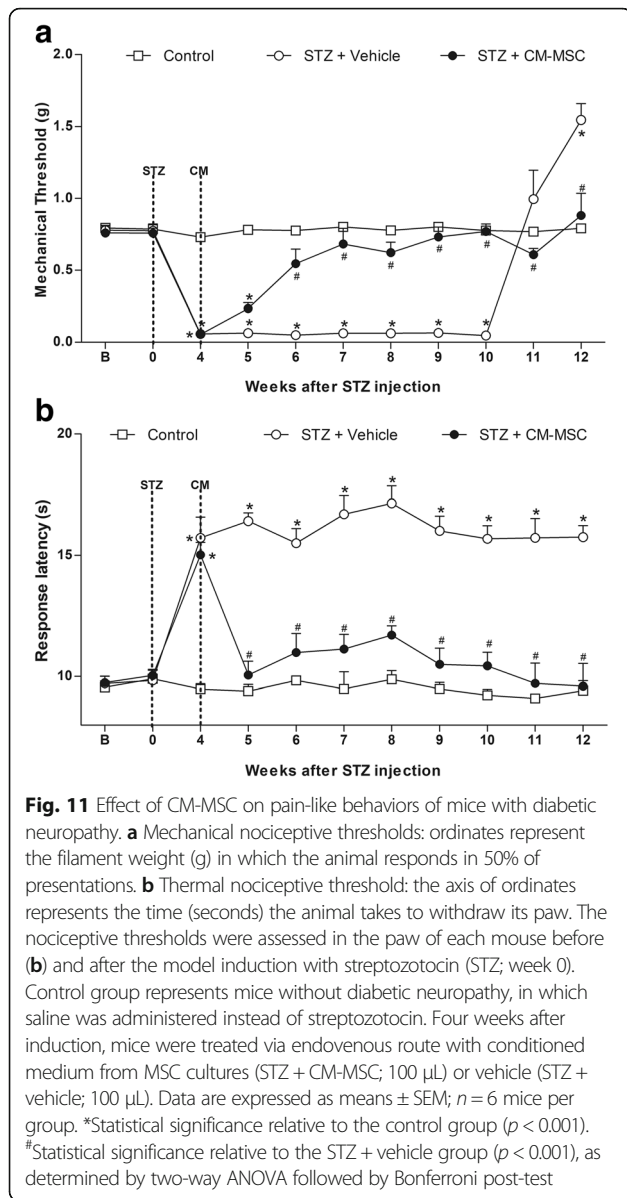 a
2.0
Control STZ + Vehicle STZ + CM-MSC
1.5
STZ CM
*
#
1.0
Mechanical Threshold (g)
0.5
* * * * * * * *
* # # # # # #
0.0
B 0 4 5 6 7 8 9 10 11 12
Weeks after STZ injection
b
20
Control STZ + Vehicle STZ + CM-MSC
STZ CM
* * * * * * * * *
15
*
Response latency (s)
# # # # # # # #
10
B 0 4 5 6 7 8 9 10 11 12
Weeks after STZ injection
Fig. 11 Effect of CM-MSC on pain-like behaviors of mice with diabetic
neuropathy. a Mechanical nociceptive thresholds: ordinates represent
the filament weight (g) in which the animal responds in 50% of
presentations. b Thermal nociceptive threshold: the axis of ordinates
represents the time (seconds) the animal takes to withdraw its paw. The
nociceptive thresholds were assessed in the paw of each mouse before
(b) and after the model induction with streptozotocin (STZ; week 0).
Control group represents mice without diabetic neuropathy, in which
saline was administered instead of streptozotocin. Four weeks after
induction, mice were treated via endovenous route with conditioned
medium from MSC cultures (STZ + CM-MSC; 100 μL) or vehicle (STZ +
vehicle; 100 μL). Data are expressed as means ± SEM; n = 6 mice per
group. *Statistical significance relative to the control group (p < 0.001).
#Statistical significance relative to the STZ + vehicle group (p < 0.001), as
determined by two-way ANOVA followed by Bonferroni post-test